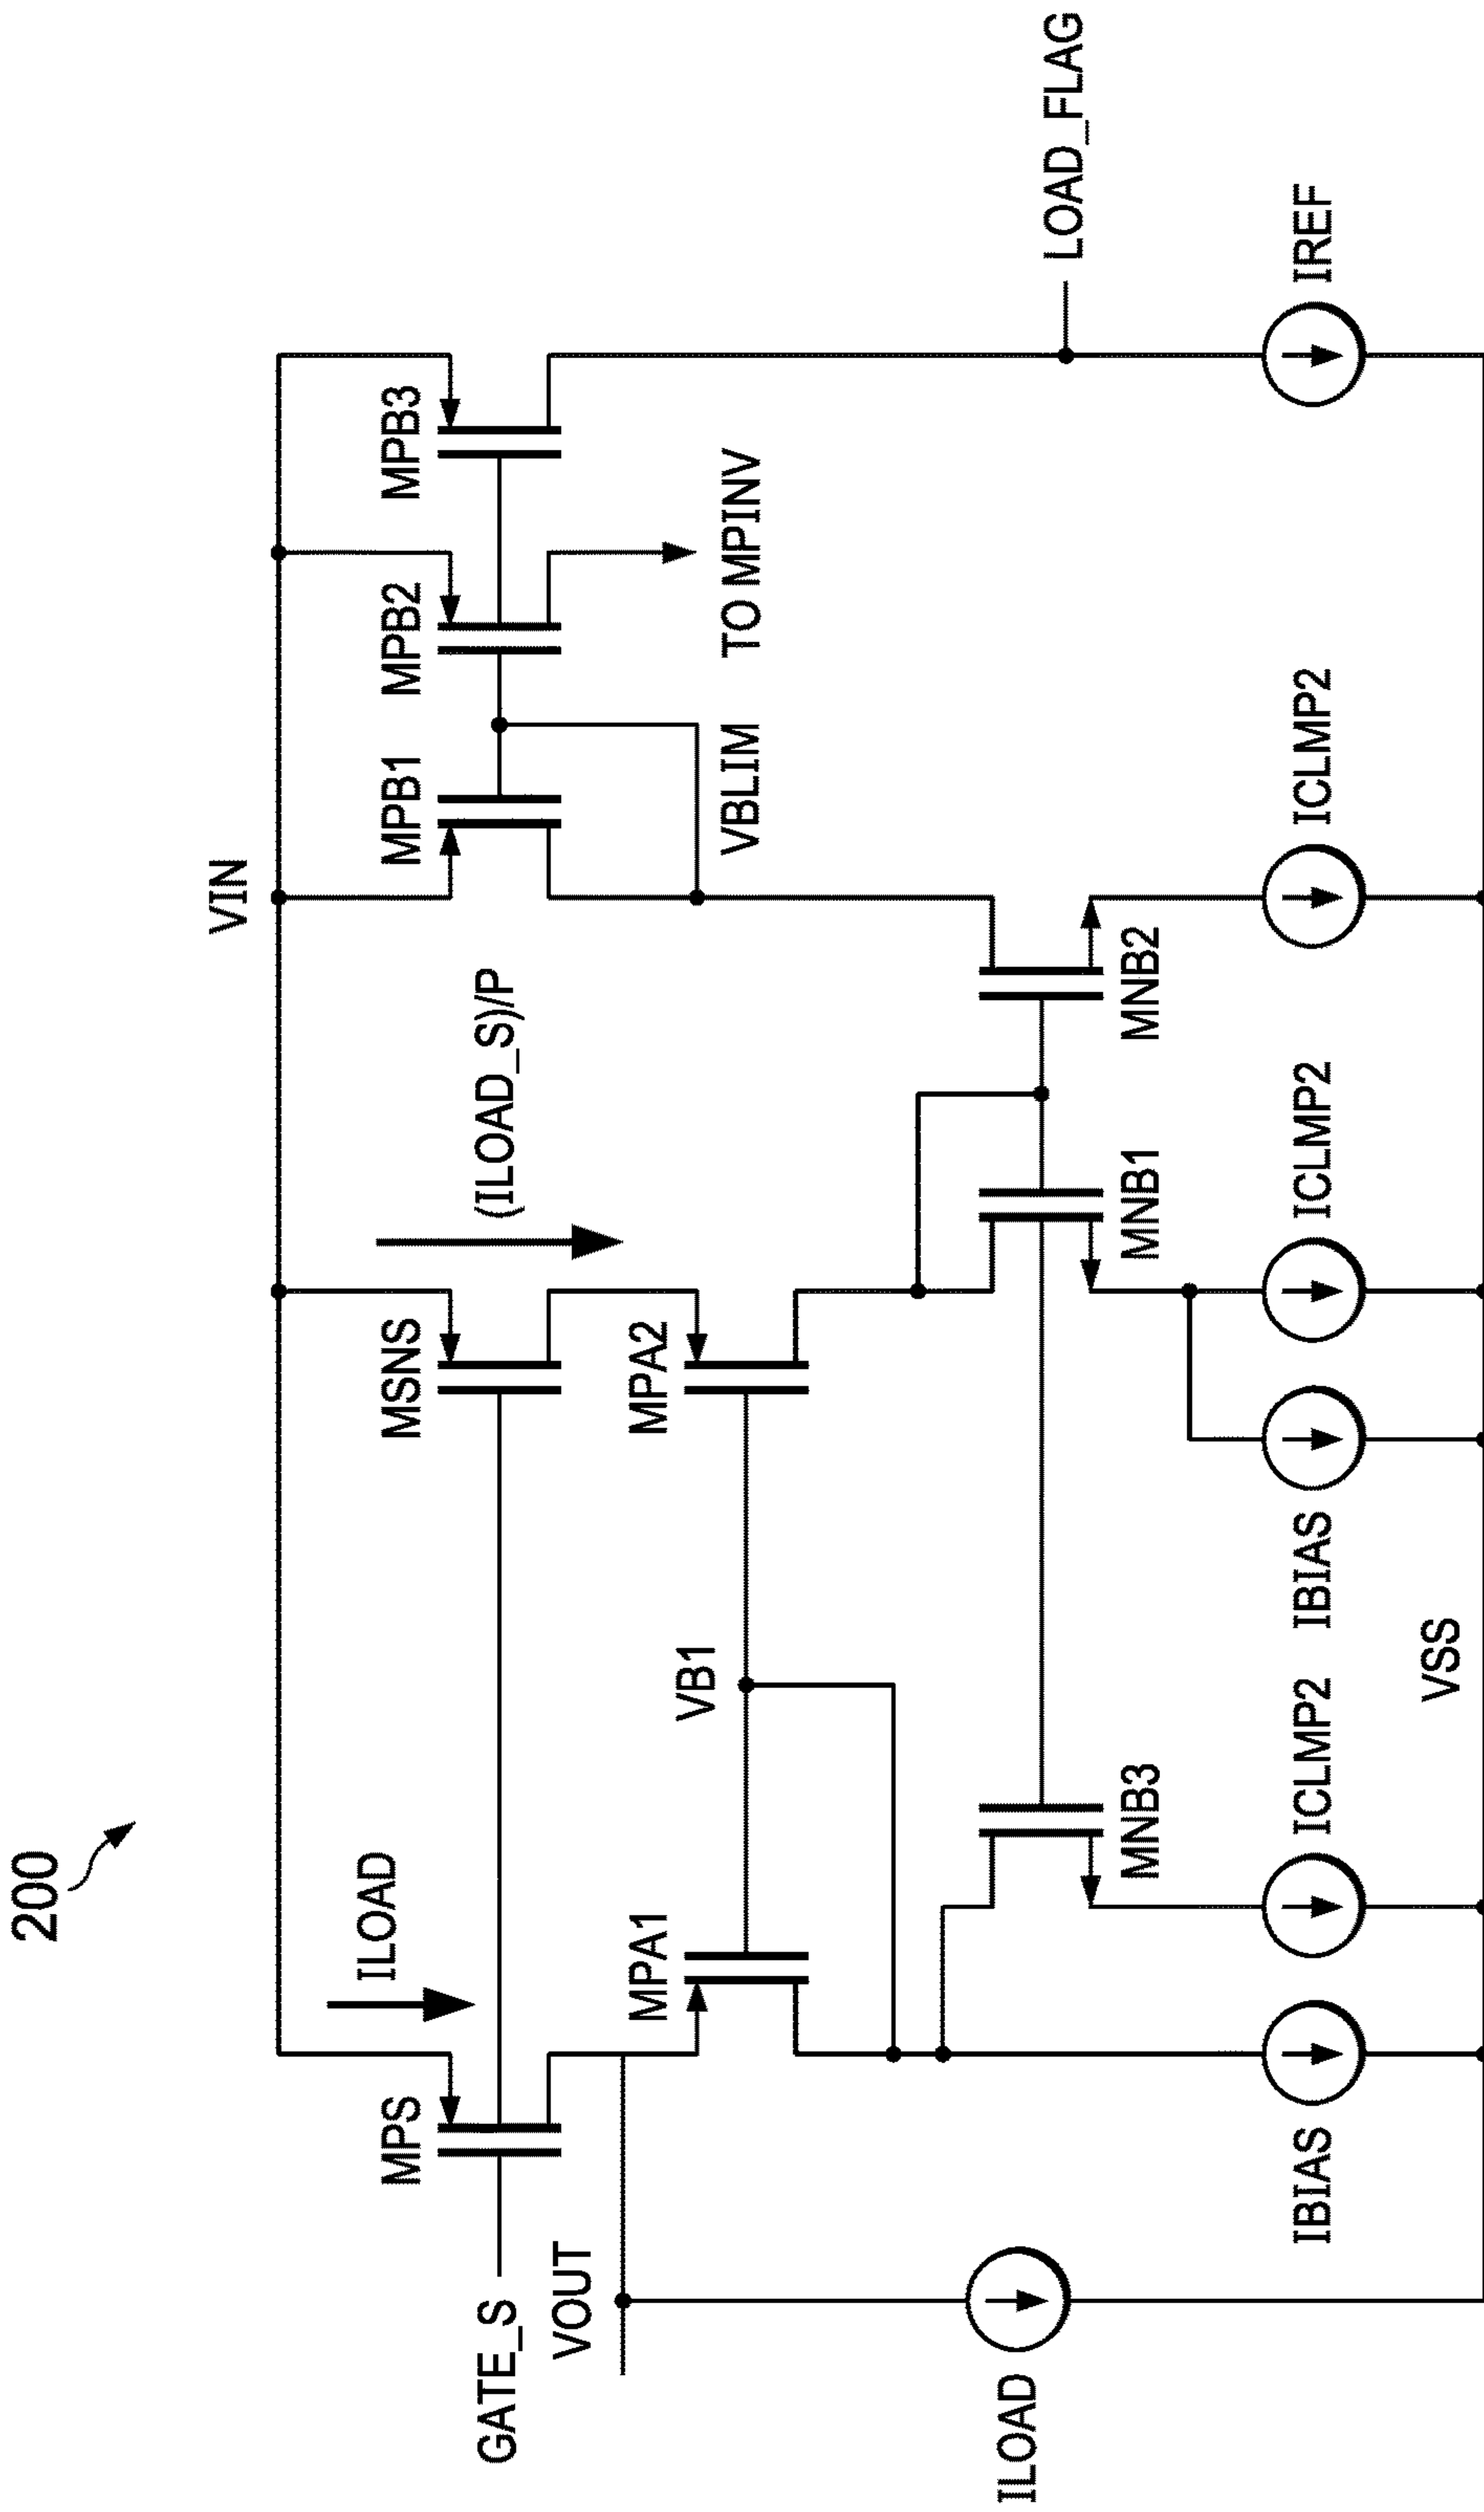 200
VIN
ILOAD
(ILOAD_S)/P
MPS
MSNS
MPB1
MPB2
MPB3
GATE_S
VOUT
MPA1
VB1
MPA2
VBLIM
TO MPINV
ILOAD
MNB3
MNB1
MNB2
LOAD_FLAG
IBIAS
ICLMP2
IBIAS
ICLMP2
ICLMP2
IREF
VSS